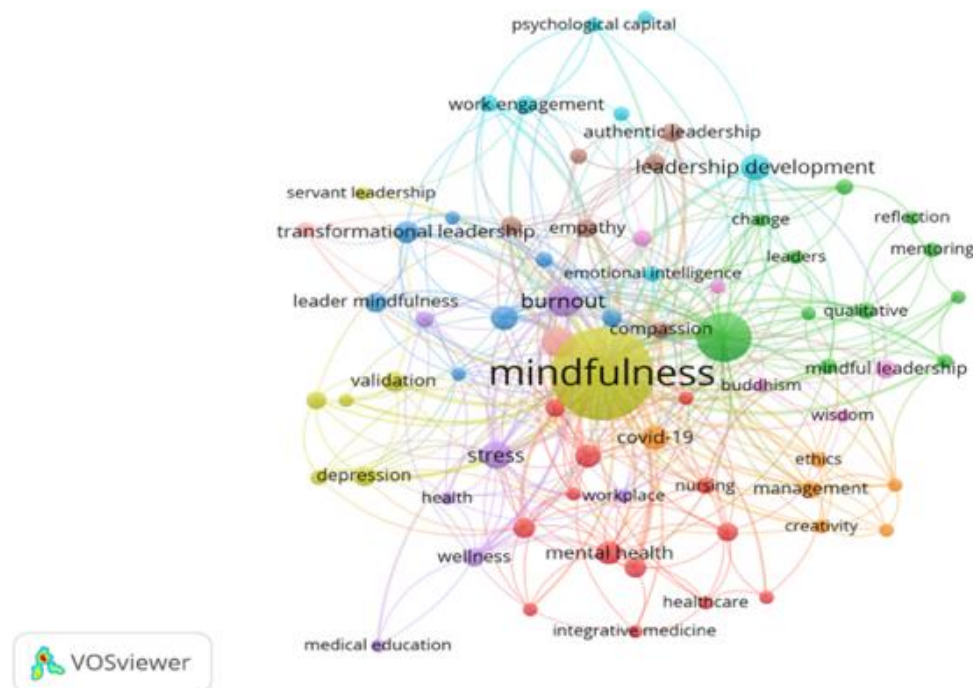 psychological capital
work engagement
authentic leadership
leadership development
servant leadership
change
reflection
transformational leadership
empathy
mentoring
leaders
emotional intelligence
leader mindfulness
burnout
qualitative
compassion
mindfulness
mindful leadership
validation
buddhism
wisdom
covid-19
stress
ethics
depression
nursing
management
health
workplace
creativity
wellness
mental health
healthcare
integrative medicine
medical education
VOSviewer